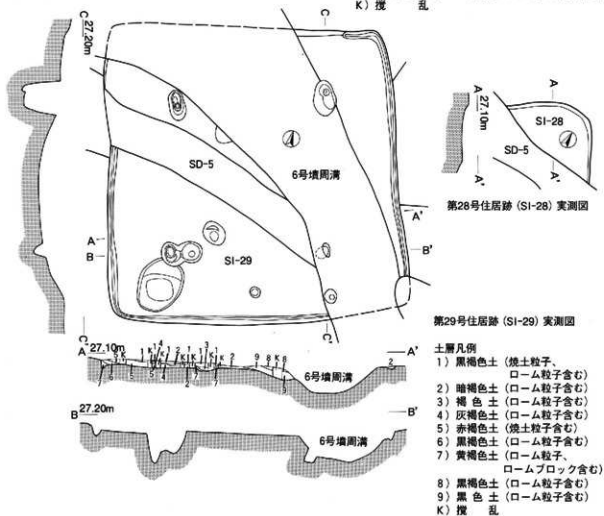 K）攪　　乱
C
27.20m
C
A
27.10m
A
SI-28
SD-5
A'
A'
第28号住居跡（SI-28）実測図
SD-5
6号墳周溝
A
B
SI-29
A'
B'
C'
C'
第29号住居跡（SI-29）実測図
27.10m
A
A'
6号墳周溝
B 27.20m
B'
6号墳周溝
土層凡例
1）黒褐色土（焼土粒子、
ローム粒子含む）
2）暗褐色土（ローム粒子含む）
3）褐 色 土（ローム粒子含む）
4）灰褐色土（ローム粒子含む）
5）赤褐色土（焼土粒子含む）
6）黒褐色土（ローム粒子含む）
7）黄褐色土（ローム粒子、
ロームブロック含む）
8）黒褐色土（ローム粒子含む）
9）黒 色 土（ローム粒子含む）
K）攪　　乱